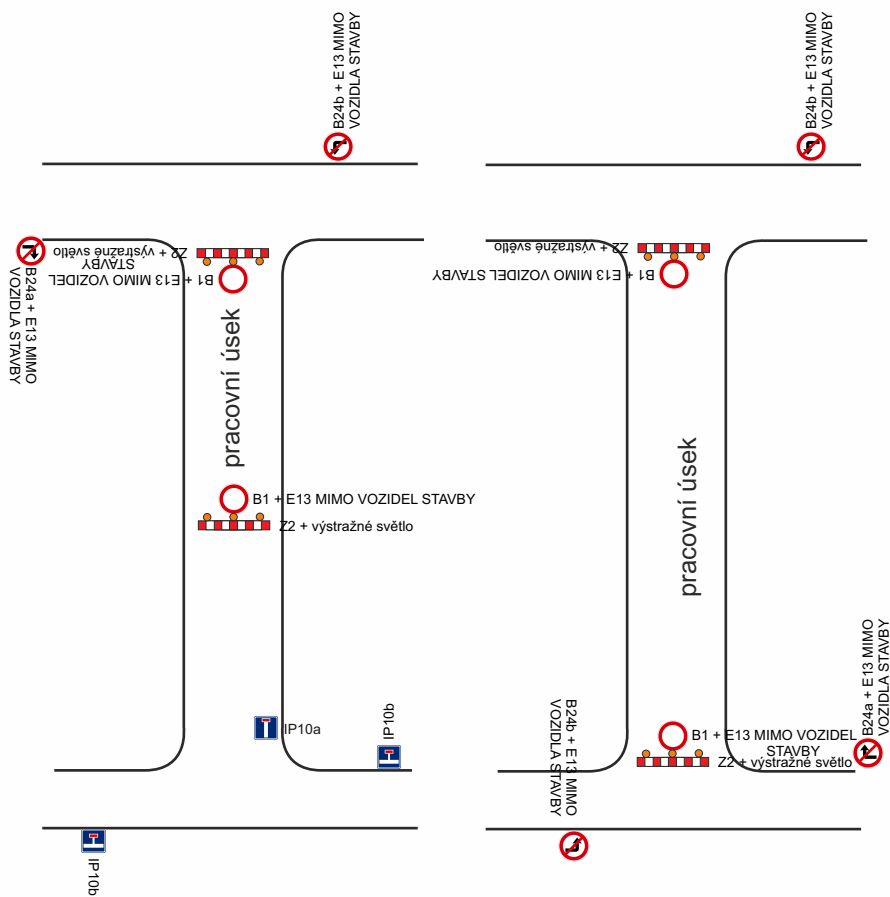 B24b + E13 MIMO
VOZIDLA STAVBY
B24a + E13 MIMO
VOZIDLA STAVBY
Z2 + výstražné světlo
B1 + E13 MIMO VOZIDEL
STAVBY
pracovní úsek
B1 + E13 MIMO VOZIDEL STAVBY
Z2 + výstražné světlo
IP10a
IP10b
IP10b
B24b + E13 MIMO
VOZIDLA STAVBY
Z2 + výstražné světlo
B1 + E13 MIMO VOZIDEL STAVBY
pracovní úsek
B24b + E13 MIMO
VOZIDLA STAVBY
B1 + E13 MIMO VOZIDEL
STAVBY
Z2 + výstražné světlo
B24a + E13 MIMO
VOZIDLA STAVBY